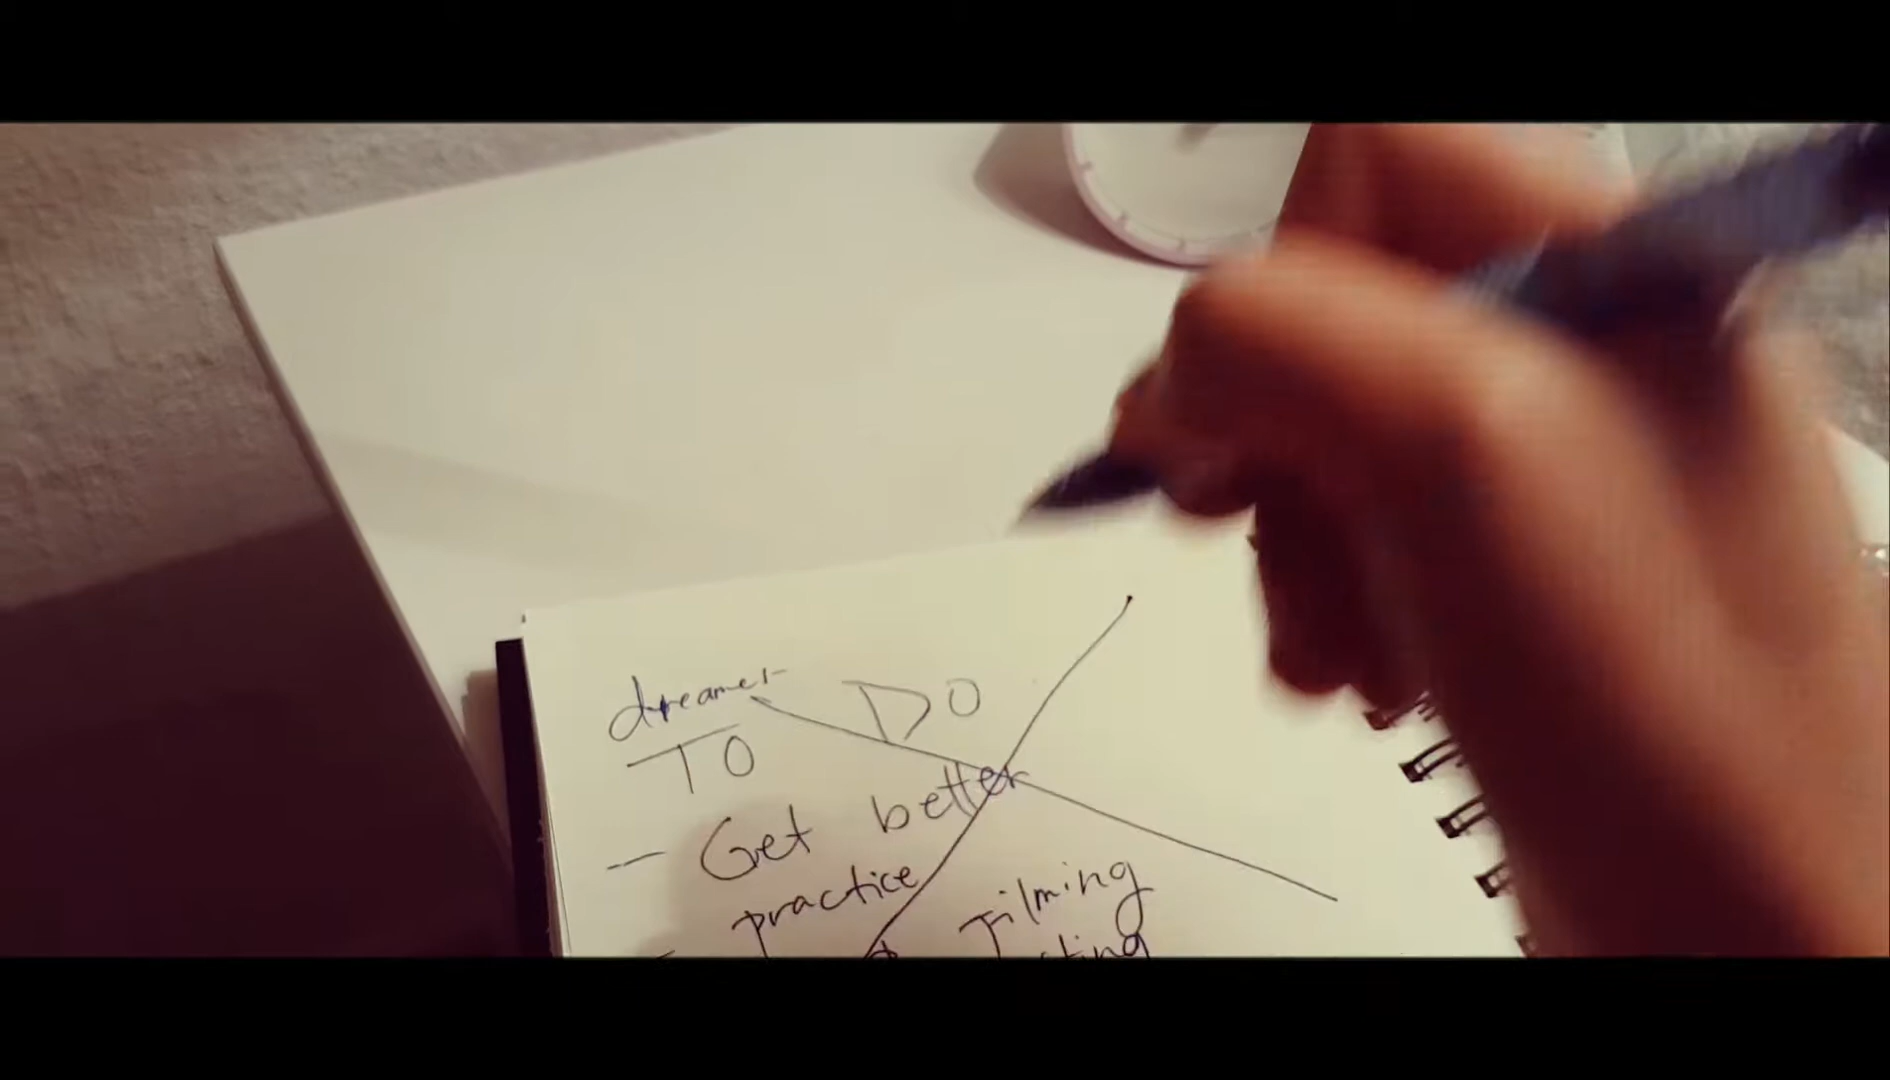 dreamer
TO DO
— Get better
practice Filming